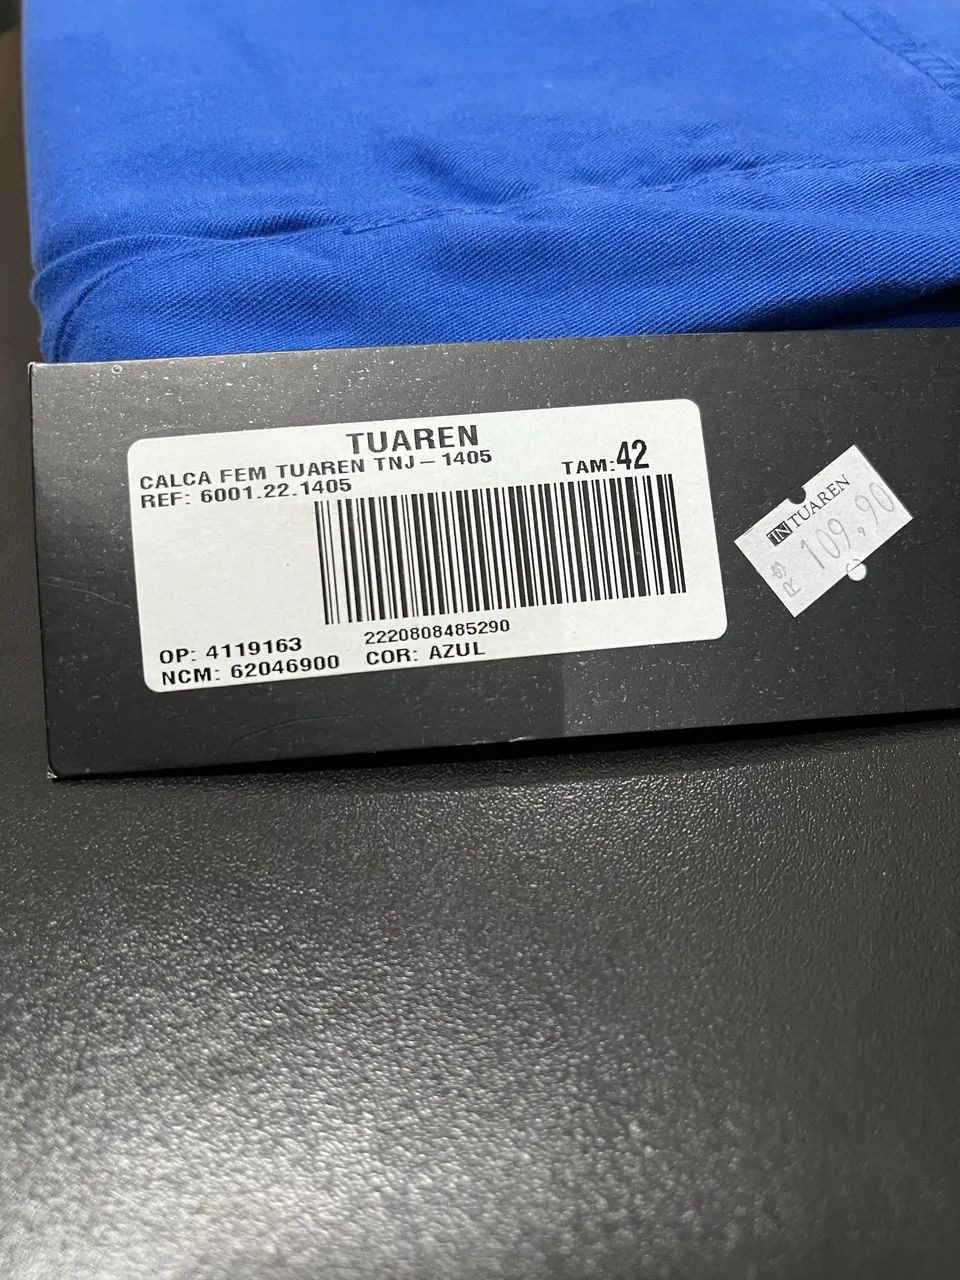 TUAREN
CALCA FEM TUAREN TNJ-1405
TAM:42
REF: 6001.22.1405
2220808485290
OP: 4119163
COR: AZUL
NCM: 62046900
IN TUAREN
R$ 109,90